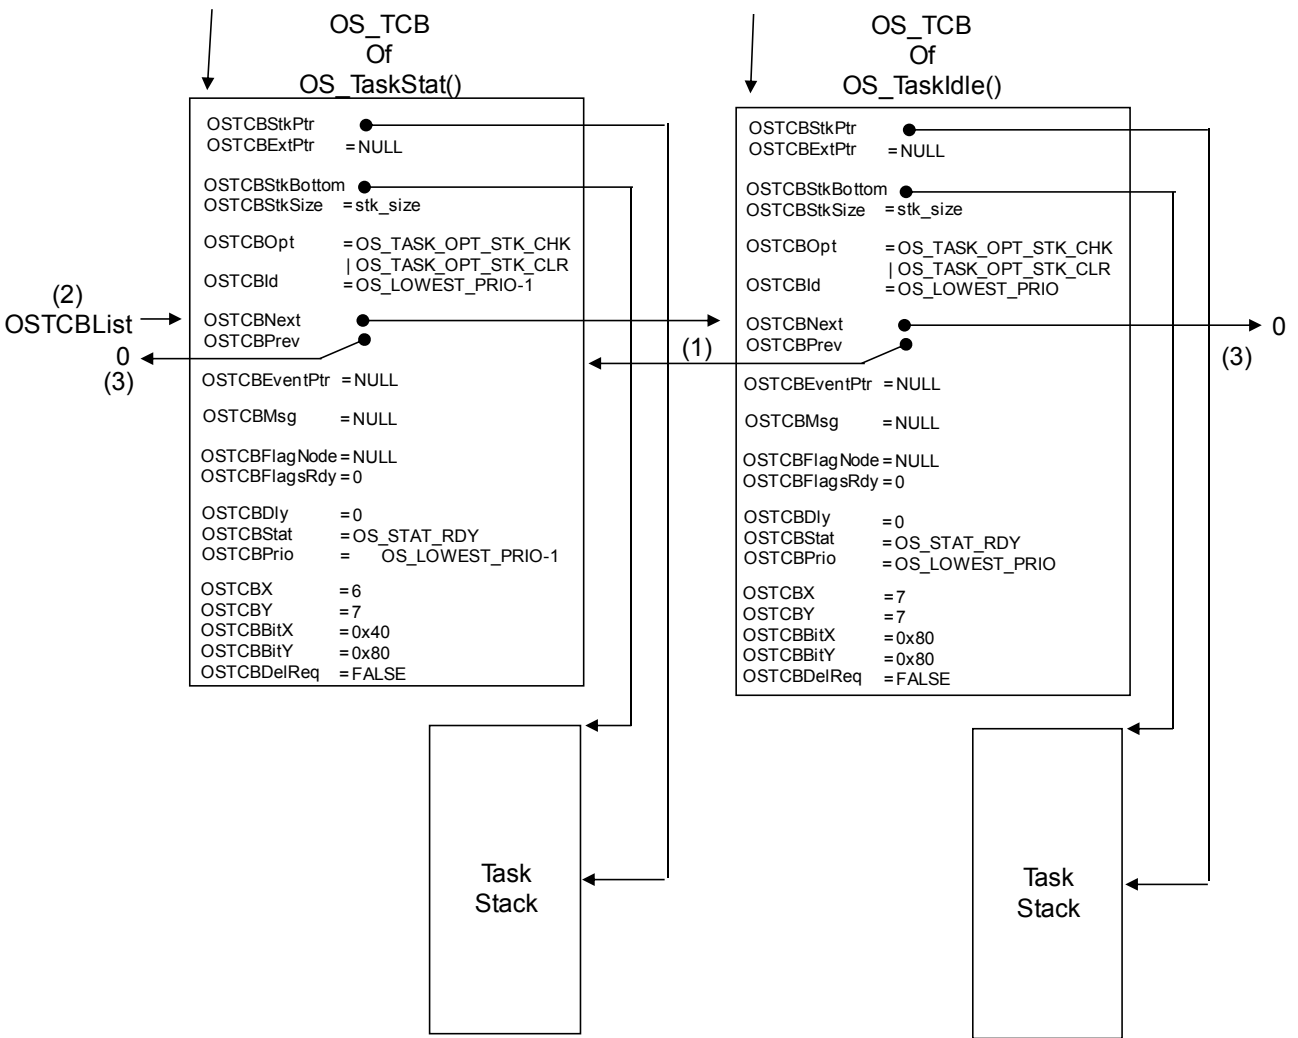 OS_TCB
Of
OS_TaskStat()
OSTCBStkPtr
OSTCBExtPtr =NULL
OSTCBStkBottom
OSTCBStkSize =stk_size
OSTCBOpt =OS_TASK_OPT_STK_CHK
| OS_TASK_OPT_STK_CLR
OSTCBId =OS_LOWEST_PRIO-1
OSTCBNext
OSTCBPrev
OSTCBEventPtr =NULL
OSTCBMsg =NULL
OSTCBFlagNode=NULL
OSTCBFlagsRdy=0
OSTCBDly =0
OSTCBStat =OS_STAT_RDY
OSTCBPrio = OS_LOWEST_PRIO-1
OSTCBX =6
OSTCBY =7
OSTCBBitX =0x40
OSTCBBitY =0x80
OSTCBDelReq =FALSE
(2)
OSTCBList
0
(3)
Task
Stack
(1)
OS_TCB
Of
OS_TaskIdle()
OSTCBStkPtr
OSTCBExtPtr =NULL
OSTCBStkBottom
OSTCBStkSize =stk_size
OSTCBOpt =OS_TASK_OPT_STK_CHK
| OS_TASK_OPT_STK_CLR
OSTCBId =OS_LOWEST_PRIO
OSTCBNext
OSTCBPrev
OSTCBEventPtr =NULL
OSTCBMsg =NULL
OSTCBFlagNode=NULL
OSTCBFlagsRdy=0
OSTCBDly =0
OSTCBStat =OS_STAT_RDY
OSTCBPrio =OS_LOWEST_PRIO
OSTCBX =7
OSTCBY =7
OSTCBBitX =0x80
OSTCBBitY =0x80
OSTCBDelReq =FALSE
0
(3)
Task
Stack